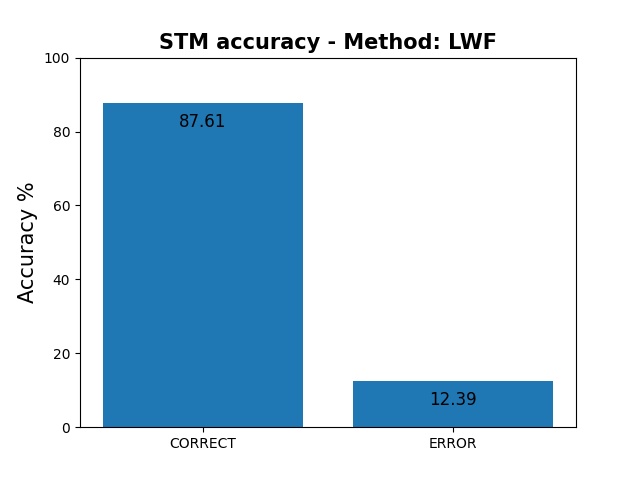 STM accuracy - Method: LWF
Accuracy %
100
80
60
40
20
0
87.61
12.39
CORRECT
ERROR